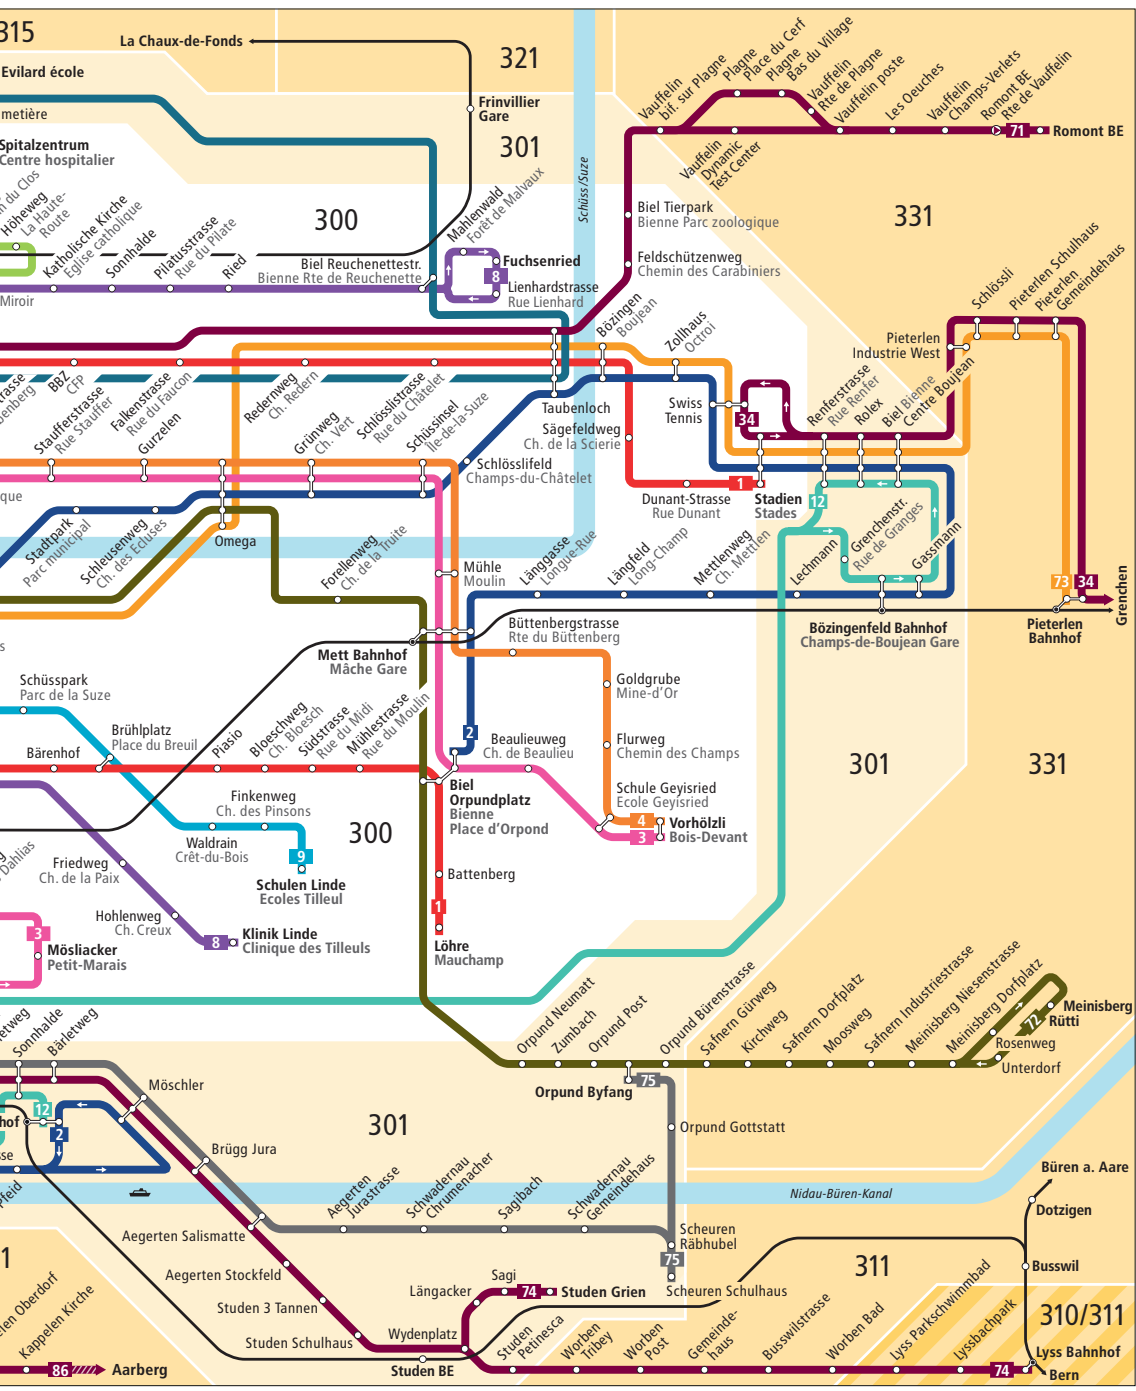 315
La Chaux-de-Fonds
321
Evilard école
metière
Frinvillier
Gare
301
Spitalzentrum
Centre hospitalier
n du Clos
Höheweg
La Haute-
Route
Katholische Kirche
Eglise catholique
Sonnhalde
Pilatusstrasse
Rue du Pilate
Ried
Miroir
300
Biel Reuchenettestr.
Bienne Rte de Reuchenette
Mahlenwald
Forêt de Malvaux
Fuchsenried
8
Lienhardstrasse
Rue Lienhard
Schüss/Suze
Vauffelin
bif. sur Plagne
Plagne
Place du Cerf
Plagne
Bas du Village
Vauffelin
Rte de Plagne
Vauffelin poste
Les Oeuches
Vauffelin
Champs-Verlets
Romont BE
Rte de Vauffelin
71
Romont BE
Vauffelin
Dynamic
Test Center
Biel Tierpark
Bienne Parc zoologique
331
Feldschützenweg
Chemin des Carabiniers
Bözingen
Boujean
Zollhaus
Octroi
Schlössli
Pieterlen Schulhaus
Pieterlen
Gemeindehaus
Pieterlen
Industrie West
BBZ
CFP
Staufferstrasse
Rue Stauffer
Falkenstrasse
Rue du Faucon
Gurzelen
Redernweg
Ch. Redern
Grünweg
Ch. Vert
Schlösslistrasse
Rue du Châtelet
Schüssinsel
Île-de-la-Suze
Taubenloch
Sägefeldweg
Ch. de la Scierie
Swiss
Tennis
34
Renferstrasse
Rue Renfer
Rolex
Biel Bienne
Centre Boujean
Schlösslifeld
Champs-du-Châtelet
Dunant-Strasse
Rue Dunant
1
Stadien
Stades
12
que
Stadtpark
Parc municipal
Schleusenweg
Ch. des Ecluses
Omega
Forellenweg
Ch. de la Truite
Mühle
Moulin
Länggasse
Longue-Rue
Längfeld
Long-Champ
Mettlenweg
Ch. Mettlen
Lechmann
Grenchenstr.
Rue de Granges
Gassmann
73
34
Grenchen
Pieterlen
Bahnhof
Bözingenfeld Bahnhof
Champs-de-Boujean Gare
Büttenbergstrasse
Rte du Büttenberg
Mett Bahnhof
Mâche Gare
s
Schüsspark
Parc de la Suze
Goldgrube
Mine-d'Or
Brühlplatz
Place du Breuil
Bärenhof
Piasio
Bloeschweg
Ch. Bloesch
Südstrasse
Rue du Midi
Mühlestrasse
Rue du Moulin
2
Beaulieuweg
Ch. de Beaulieu
Flurweg
Chemin des Champs
301
331
Biel
Orpundplatz
Bienne
Place d'Orpond
Schule Geyisried
Ecole Geyisried
4
3
Vorhölzli
Bois-Devant
Finkenweg
Ch. des Pinsons
300
Waldrain
Crêt-du-Bois
9
Schulen Linde
Ecoles Tilleul
Dahlias
Friedweg
Ch. de la Paix
Battenberg
Hohlenweg
Ch. Creux
8
Klinik Linde
Clinique des Tilleuls
1
Löhre
Mauchamp
3
Mösliacker
Petit-Marais
Orpund Neumatt
Zumbach
Orpund Post
Orpund Bürenstrasse
Safnern Gürweg
Kirchweg
Safnern Dorfplatz
Moosweg
Safnern Industriestrasse
Meinisberg Niesenstrasse
Meinisberg Dorfplatz
72
Meinisberg
Rütti
Rosenweg
Unterdorf
etweg
Sonnhalde
Bärletweg
Möschler
12
hof
2
sse
pfeid
Orpund Byfang
75
301
Orpund Gottstatt
Brügg Jura
Aegerten
Jurastrasse
Schwadernau
Chrumenacher
Sagibach
Schwadernau
Gemeindehaus
Nidau-Büren-Kanal
Büren a. Aare
Dotzigen
Aegerten Salismatte
Scheuren
Räbhubel
75
Scheuren Schulhaus
Aegerten Stockfeld
311
Busswil
1
elen Oberdorf
Kappelen Kirche
Studen 3 Tannen
Längacker
Sagi
74
Studen Grien
Studen Schulhaus
Wydenplatz
Studen BE
Studen
Petinesca
Worben
Tribey
Worben
Post
Gemeinde-
haus
Busswilstrasse
Worben Bad
Lyss Parkschwimmbad
Lyssbachpark
310/311
74
Lyss Bahnhof
Bern
86
Aarberg